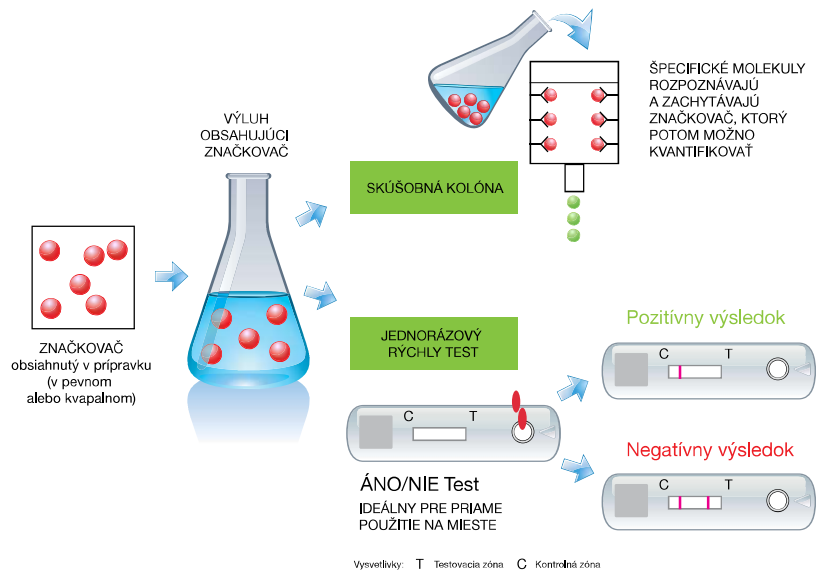 ZNAČKOVAČ
obsiahnutý v prípravku
(v pevnom
alebo kvapalnom)
VÝLUH
OBSAHUJÚCI
ZNAČKOVAČ
SKÚŠOBNÁ KOLÓNA
ŠPECIFICKÉ MOLEKULY
ROZPOZNÁVAJÚ
A ZACHYTÁVAJÚ
ZNAČKOVAČ, KTORÝ
POTOM MOŽNO
KVANTIFIKOVAŤ
JEDNORÁZOVÝ
RÝCHLY TEST
C T
ÁNO/NIE Test
IDEÁLNY PRE PRIAME
POUŽITIE NA MIESTE
Pozitívny výsledok
C T
Negatívny výsledok
C T
Vysvetlivky: T Testovacia zóna C Kontrolná zóna